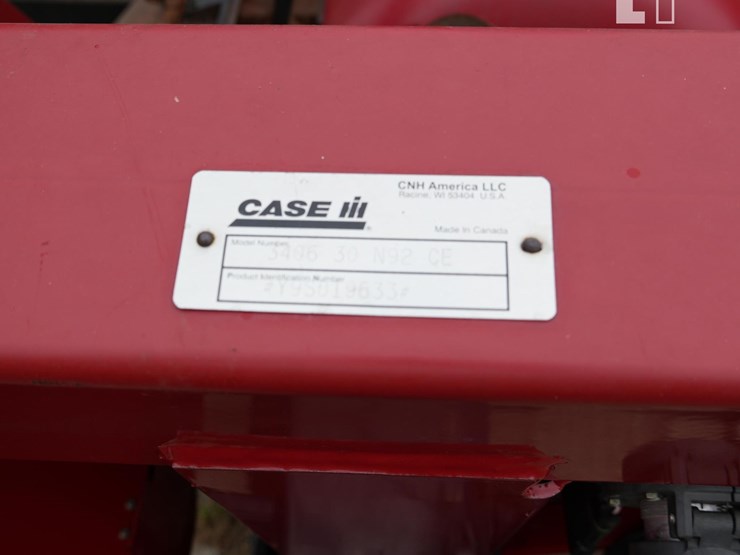 CASE IH
®
CNH America LLC
Racine, WI 53404 U.S.A.
Made in Canada
Model Number
3406 30 N92 CE
Product Identification Number
*Y9S019633*